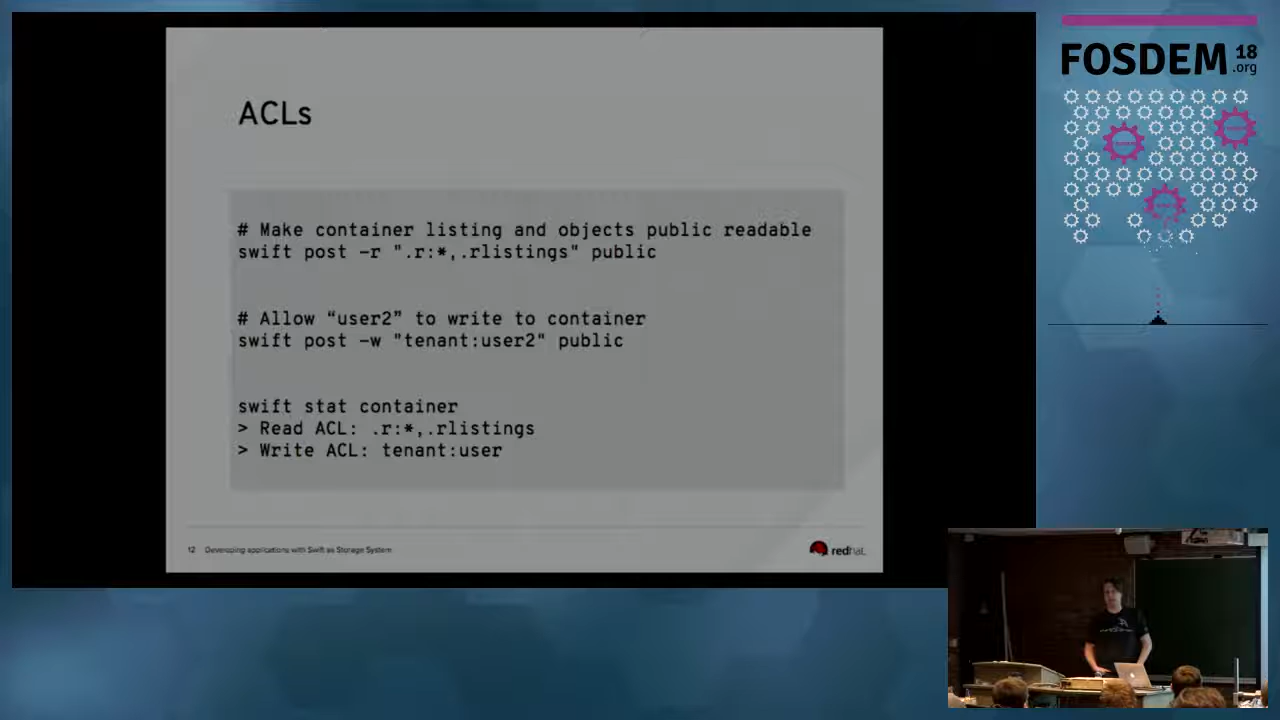 ACLs
# Make container listing and objects public readable
swift post -r ".r:*,.rlistings" public
# Allow “user2” to write to container
swift post -w "tenant:user2" public
swift stat container
> Read ACL: .r:*,.rlistings
> Write ACL: tenant:user
12 Developing applications with Swift as Storage System
redhat
FOSDEM 18
.org